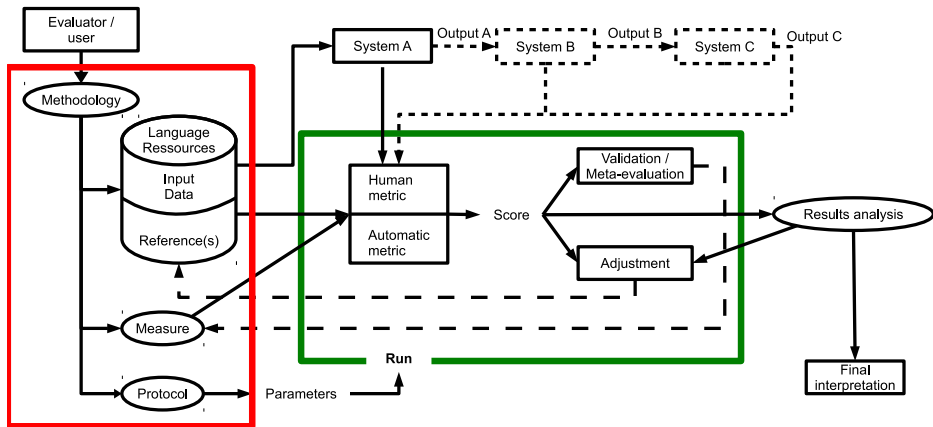 Evaluator /
user
Output A
Output B
Output C
System A
System B
System C
Methodology
Language
Ressources
Input
Data
Reference(s)
Human
metric
Automatic
metric
Score
Validation /
Meta-evaluation
Results analysis
Adjustment
Measure
Run
Protocol
Parameters
Final
interpretation